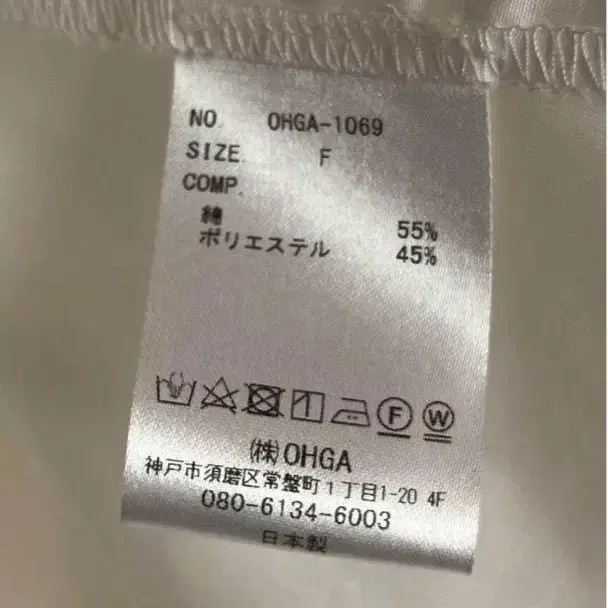 NO. OHGA-1069
SIZE. F
COMP.
綿 55%
ポリエステル 45%
F W
(株)OHGA
神戸市須磨区常盤町1丁目1-20 4F
080-6134-6003
日本製